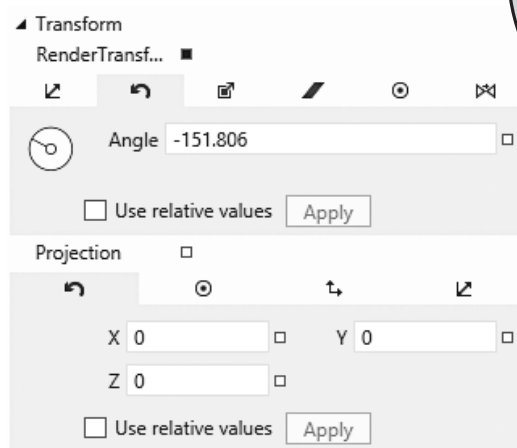 Transform
RenderTransf...
Angle -151.806
Use relative values Apply
Projection
X 0 Y 0
Z 0
Use relative values Apply